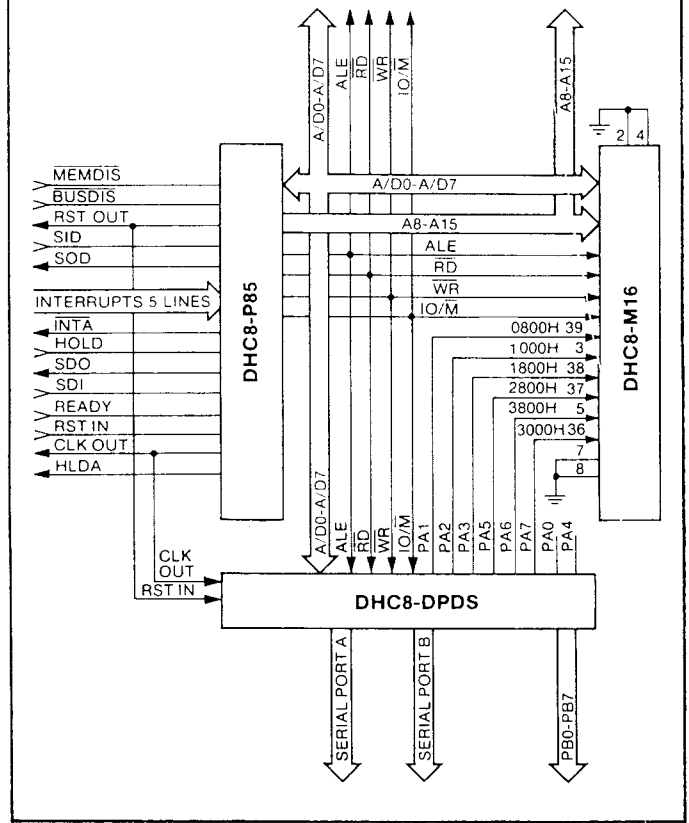 A/D0-A/D7
ALE
RD
WR
IO/M
A8-A15
2 4
MEMDIS
BUSDIS
RST OUT
SID
SOD
INTERRUPTS 5 LINES
INTA
HOLD
SDO
SDI
READY
RST IN
CLK OUT
HLDA
DHC8-P85
A/D0-A/D7
A8-A15
ALE
RD
WR
IO/M
0800H 39
1000H 3
1800H 38
2800H 37
3800H 5
3000H 36
7
8
DHC8-M16
A/D0-A/D7
ALE
RD
WR
IO/M
PA1
PA2
PA3
PA5
PA6
PA7
PA0
PA4
CLK
OUT
RST IN
DHC8-DPDS
SERIAL PORT A
SERIAL PORT B
PB0-PB7